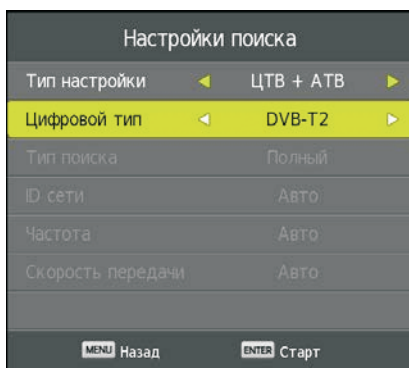 Настройки поиска
Тип настройки ЦТВ + АТВ
Цифровой тип DVB-T2
Тип поиска Полный
ID сети Авто
Частота Авто
Скорость передачи Авто
MENU Назад ENTER Старт